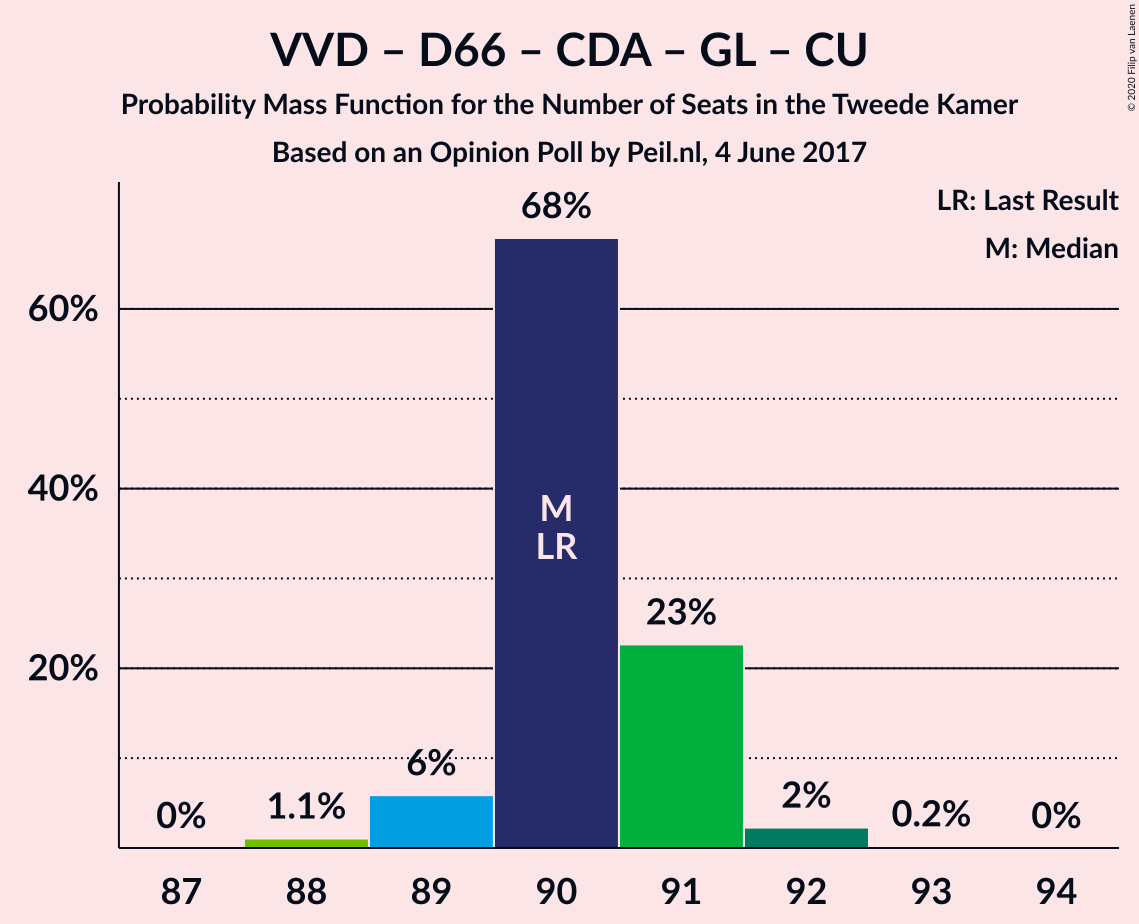 VVD – D66 – CDA – GL – CU
Probability Mass Function for the Number of Seats in the Tweede Kamer
Based on an Opinion Poll by Peil.nl, 4 June 2017
© 2020 Filip van Laenen
LR: Last Result
M: Median
68%
60%
40%
20%
M
LR
23%
6%
0%
1.1%
2%
0.2%
0%
87
88
89
90
91
92
93
94